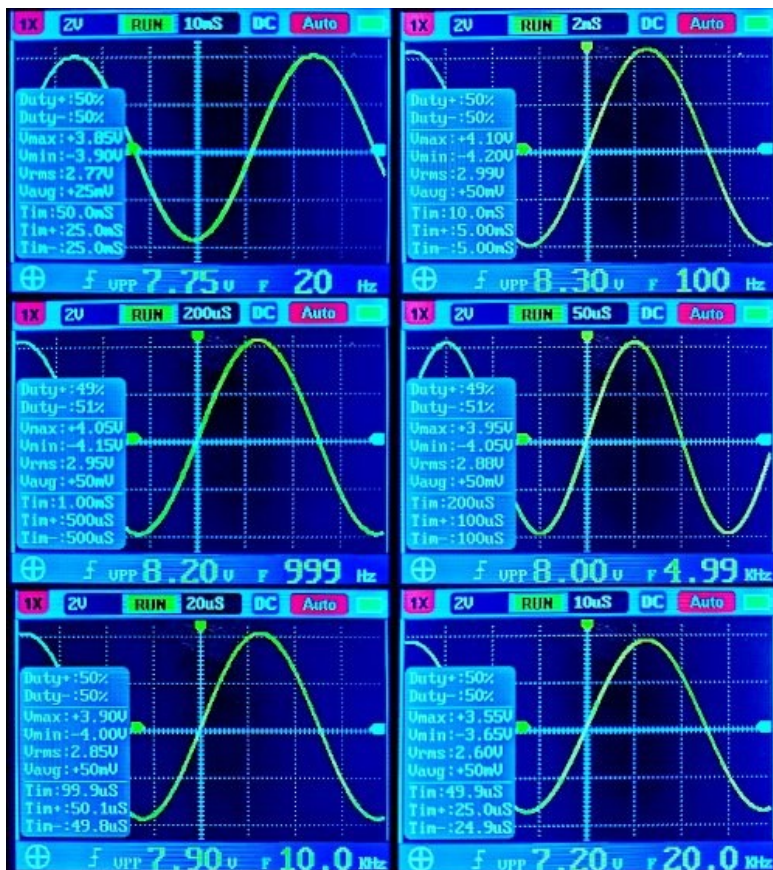 1X 2V RUN 10mS DC Auto
Duty+:50%
Duty-:50%
Vmax:+3.85V
Vmin:-3.90V
Vrms:2.77V
Vavg:+25mV
Tim:50.0mS
Tim+:25.0mS
Tim-:25.0mS
VPP 7.75 V F 20 Hz
1X 2V RUN 2mS DC Auto
Duty+:50%
Duty-:50%
Vmax:+4.10V
Vmin:-4.20V
Vrms:2.99V
Vavg:+50mV
Tim:10.0mS
Tim+:5.00mS
Tim-:5.00mS
VPP 8.30 V F 100 Hz
1X 2V RUN 200uS DC Auto
Duty+:49%
Duty-:51%
Vmax:+4.05V
Vmin:-4.15V
Vrms:2.95V
Vavg:+50mV
Tim:1.00mS
Tim+:500uS
Tim-:500uS
VPP 8.20 V F 999 Hz
1X 2V RUN 50uS DC Auto
Duty+:49%
Duty-:51%
Vmax:+3.95V
Vmin:-4.05V
Vrms:2.88V
Vavg:+50mV
Tim:200uS
Tim+:100uS
Tim-:100uS
VPP 8.00 V F 4.99 KHz
1X 2V RUN 20uS DC Auto
Duty+:50%
Duty-:50%
Vmax:+3.90V
Vmin:-4.00V
Vrms:2.85V
Vavg:+50mV
Tim:99.9uS
Tim+:50.1uS
Tim-:49.8uS
VPP 7.90 V F 10.0 KHz
1X 2V RUN 10uS DC Auto
Duty+:50%
Duty-:50%
Vmax:+3.55V
Vmin:-3.65V
Vrms:2.60V
Vavg:+50mV
Tim:49.9uS
Tim+:25.0uS
Tim-:24.9uS
VPP 7.20 V F 20.0 KHz